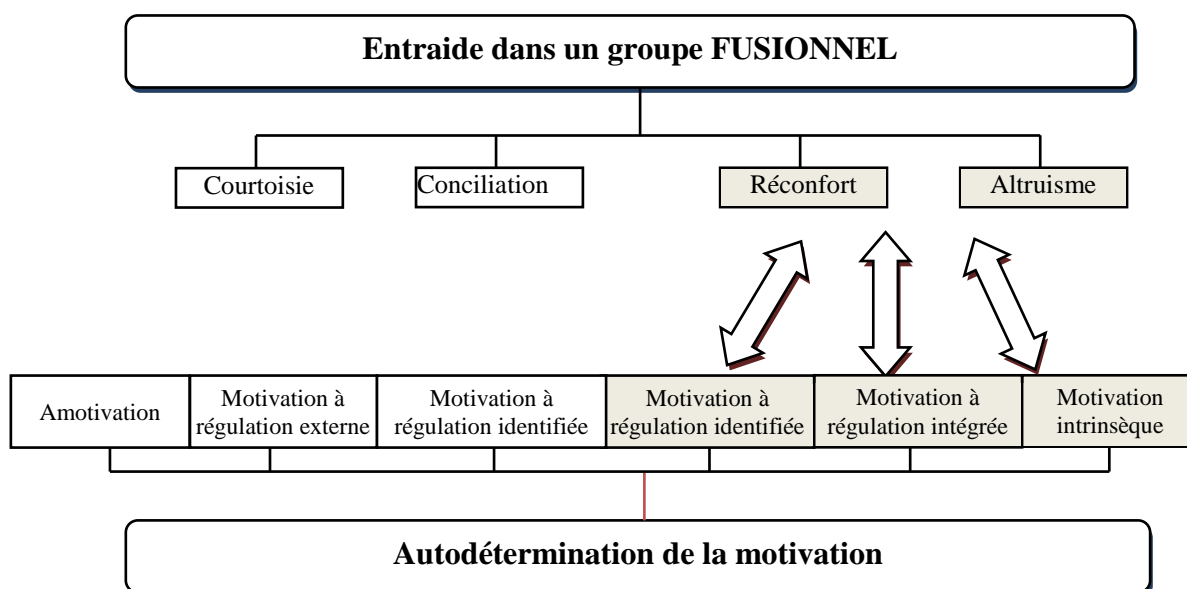 Entraide dans un groupe FUSIONNEL
Courtoisie
Conciliation
Réconfort
Altruisme
Amotivation
Motivation à
régulation externe
Motivation à
régulation identifiée
Motivation à
régulation identifiée
Motivation à
régulation intégrée
Motivation
intrinsèque
Autodétermination de la motivation